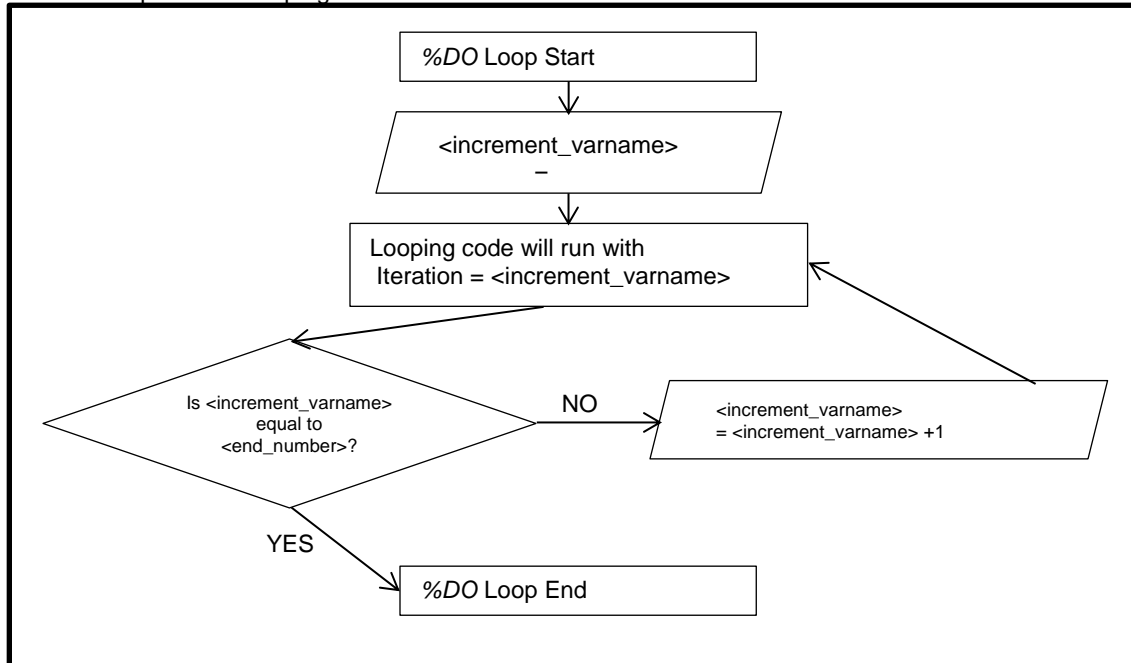 %DO Loop Start
<increment_varname>
–
Looping code will run with
Iteration = <increment_varname>
Is <increment_varname>
equal to
<end_number>?
NO
<increment_varname>
= <increment_varname> +1
YES
%DO Loop End